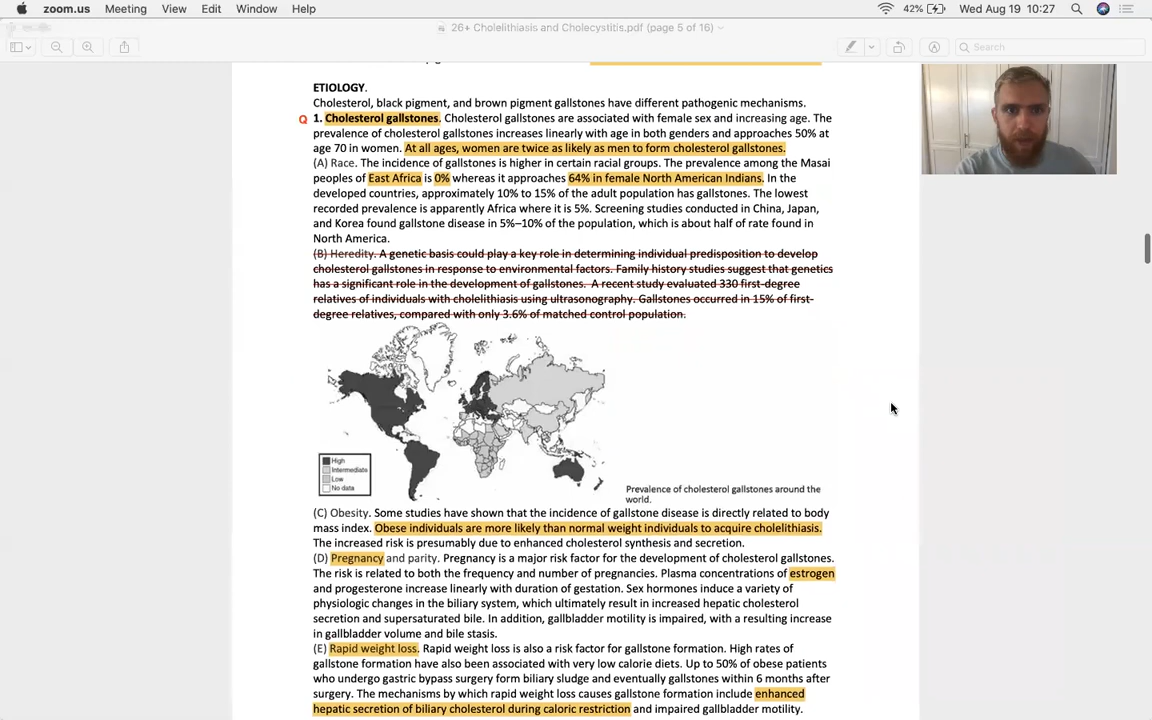 zoom.us Meeting View Edit Window Help 42% Wed Aug 19 10:27
26+ Cholelithiasis and Cholecystitis.pdf (page 5 of 16)
Search
ETIOLOGY.
Cholesterol, black pigment, and brown pigment gallstones have different pathogenic mechanisms.
Q 1. Cholesterol gallstones. Cholesterol gallstones are associated with female sex and increasing age. The
prevalence of cholesterol gallstones increases linearly with age in both genders and approaches 50% at
age 70 in women. At all ages, women are twice as likely as men to form cholesterol gallstones.
(A) Race. The incidence of gallstones is higher in certain racial groups. The prevalence among the Masai
peoples of East Africa is 0% whereas it approaches 64% in female North American Indians. In the
developed countries, approximately 10% to 15% of the adult population has gallstones. The lowest
recorded prevalence is apparently Africa where it is 5%. Screening studies conducted in China, Japan,
and Korea found gallstone disease in 5%–10% of the population, which is about half of rate found in
North America.
(B) Heredity. A genetic basis could play a key role in determining individual predisposition to develop
cholesterol gallstones in response to environmental factors. Family history studies suggest that genetics
has a significant role in the development of gallstones. A recent study evaluated 330 first-degree
relatives of individuals with cholelithiasis using ultrasonography. Gallstones occurred in 15% of first-
degree relatives, compared with only 3.6% of matched control population.
High
Intermediate
Low
No data
Prevalence of cholesterol gallstones around the
world.
(C) Obesity. Some studies have shown that the incidence of gallstone disease is directly related to body
mass index. Obese individuals are more likely than normal weight individuals to acquire cholelithiasis.
The increased risk is presumably due to enhanced cholesterol synthesis and secretion.
(D) Pregnancy and parity. Pregnancy is a major risk factor for the development of cholesterol gallstones.
The risk is related to both the frequency and number of pregnancies. Plasma concentrations of estrogen
and progesterone increase linearly with duration of gestation. Sex hormones induce a variety of
physiologic changes in the biliary system, which ultimately result in increased hepatic cholesterol
secretion and supersaturated bile. In addition, gallbladder motility is impaired, with a resulting increase
in gallbladder volume and bile stasis.
(E) Rapid weight loss. Rapid weight loss is also a risk factor for gallstone formation. High rates of
gallstone formation have also been associated with very low calorie diets. Up to 50% of obese patients
who undergo gastric bypass surgery form biliary sludge and eventually gallstones within 6 months after
surgery. The mechanisms by which rapid weight loss causes gallstone formation include enhanced
hepatic secretion of biliary cholesterol during caloric restriction and impaired gallbladder motility.